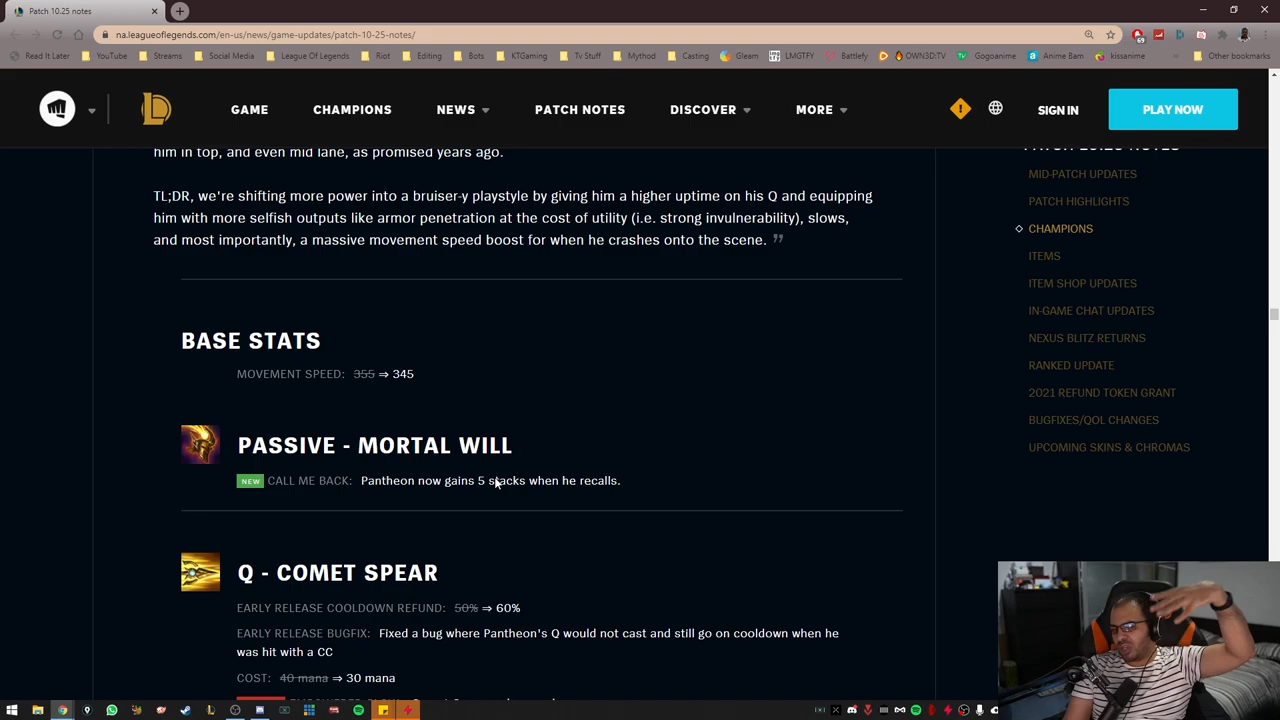 Patch 10.25 notes
na.leagueoflegends.com/en-us/news/game-updates/patch-10-25-notes/
Read It Later YouTube Streams Social Media League Of Legends Riot Editing Bots KTGaming Tv Stuff Mythod Casting Gleam LMGTFY Battlefy OWN3D:TV Gogoanime Anime Bam kissanime Other bookmarks
GAME CHAMPIONS NEWS PATCH NOTES DISCOVER MORE SIGN IN PLAY NOW
him in top, and even mid lane, as promised years ago.
TL;DR, we're shifting more power into a bruiser-y playstyle by giving him a higher uptime on his Q and equipping
him with more selfish outputs like armor penetration at the cost of utility (i.e. strong invulnerability), slows,
and most importantly, a massive movement speed boost for when he crashes onto the scene. ”
BASE STATS
MOVEMENT SPEED: 355 ⇒ 345
PASSIVE - MORTAL WILL
NEW CALL ME BACK: Pantheon now gains 5 stacks when he recalls.
Q - COMET SPEAR
EARLY RELEASE COOLDOWN REFUND: 50% ⇒ 60%
EARLY RELEASE BUGFIX: Fixed a bug where Pantheon's Q would not cast and still go on cooldown when he
was hit with a CC
COST: 40 mana ⇒ 30 mana
PATCH 10.25 NOTES
MID-PATCH UPDATES
PATCH HIGHLIGHTS
CHAMPIONS
ITEMS
ITEM SHOP UPDATES
IN-GAME CHAT UPDATES
NEXUS BLITZ RETURNS
RANKED UPDATE
2021 REFUND TOKEN GRANT
BUGFIXES/QOL CHANGES
UPCOMING SKINS & CHROMAS